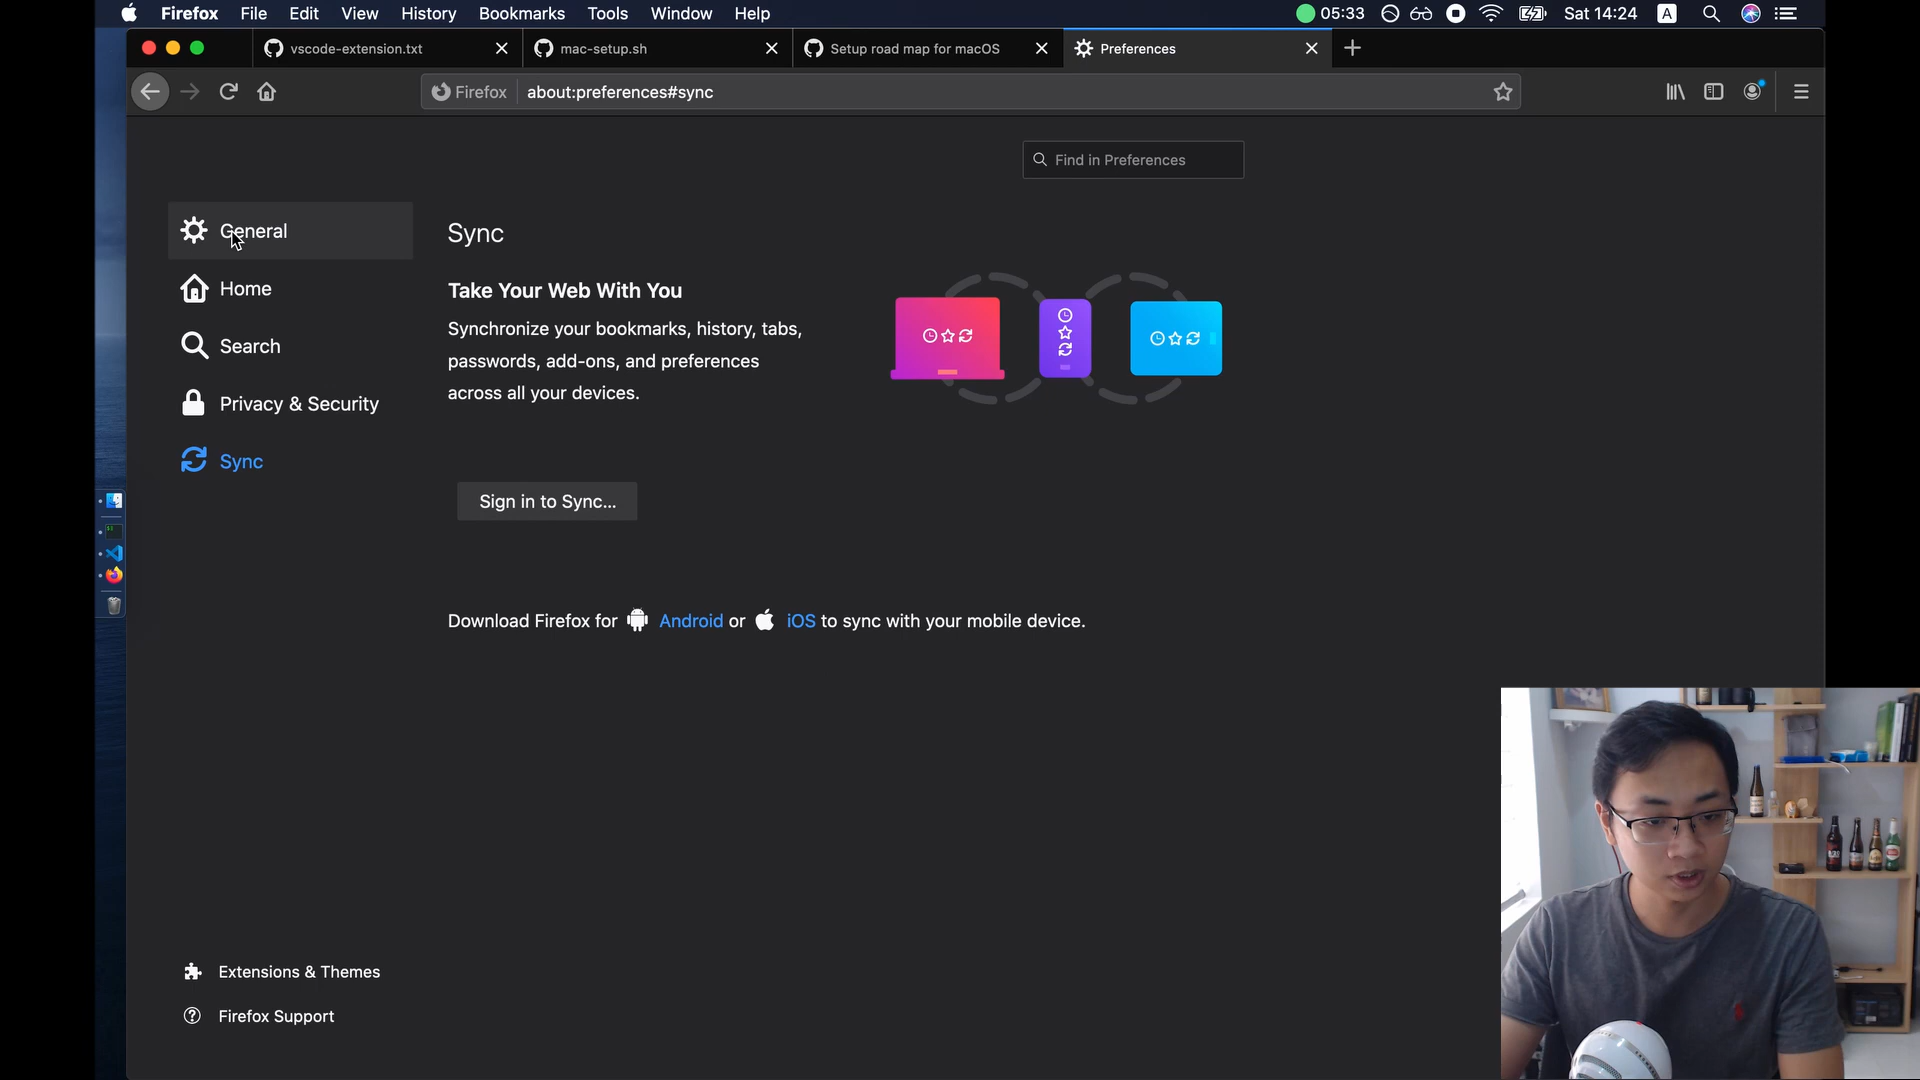 Firefox File Edit View History Bookmarks Tools Window Help 05:33 Sat 14:24 A
vscode-extension.txt mac-setup.sh Setup road map for macOS Preferences
Firefox about:preferences#sync
Find in Preferences
General
Home
Search
Privacy & Security
Sync
Sync
Take Your Web With You
Synchronize your bookmarks, history, tabs,
passwords, add-ons, and preferences
across all your devices.
Sign in to Sync...
Download Firefox for Android or iOS to sync with your mobile device.
Extensions & Themes
Firefox Support